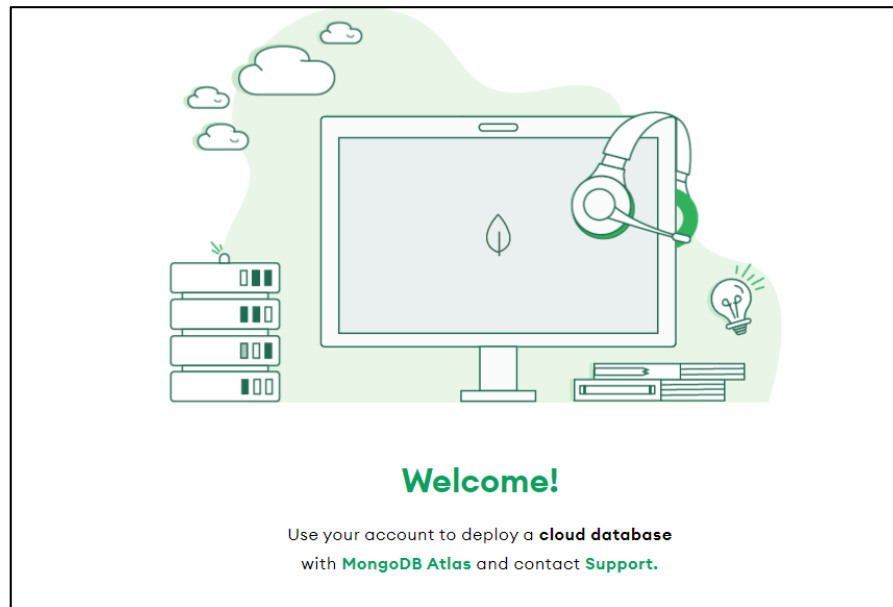 Welcome!
Use your account to deploy a cloud database
with MongoDB Atlas and contact Support.